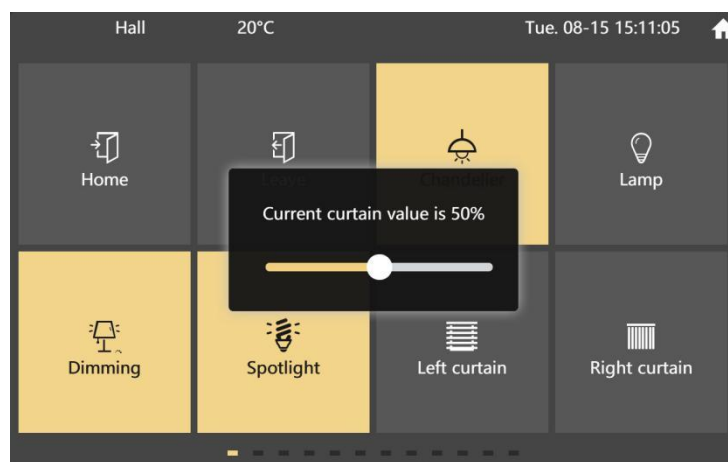 Hall 20°C Tue. 08-15 15:11:05
Home
Leave
Chandelier
Lamp
Current curtain value is 50%
Dimming
Spotlight
Left curtain
Right curtain